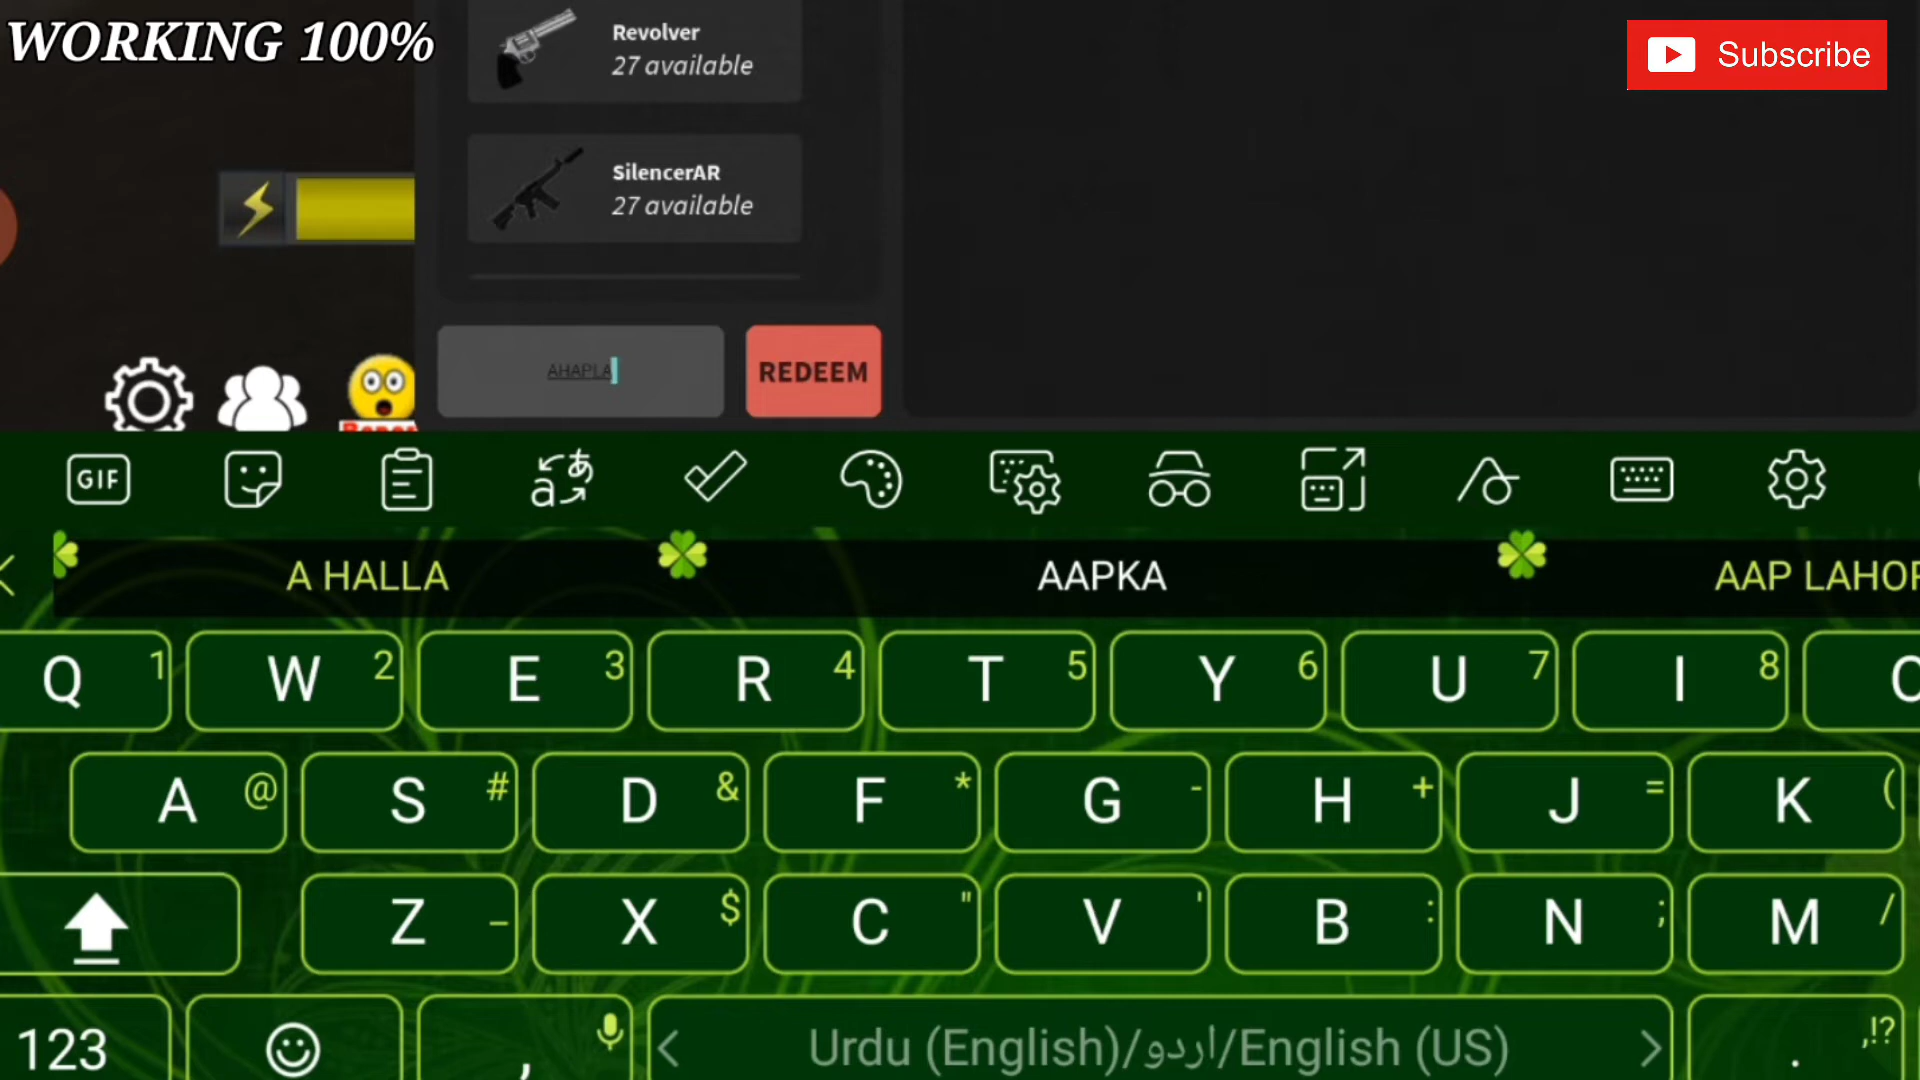 WORKING 100%
Revolver
27 available
Subscribe
SilencerAR
27 available
AHAPLA
REDEEM
GIF
A HALLA
AAPKA
AAP LAHOR
Q 1 W 2 E 3 R 4 T 5 Y 6 U 7 I 8
A @ S # D & F * G - H + J = K (
Z _ X $ C " V ' B : N ; M /
123 , < Urdu (English)/اردو/English (US) > . ,!?